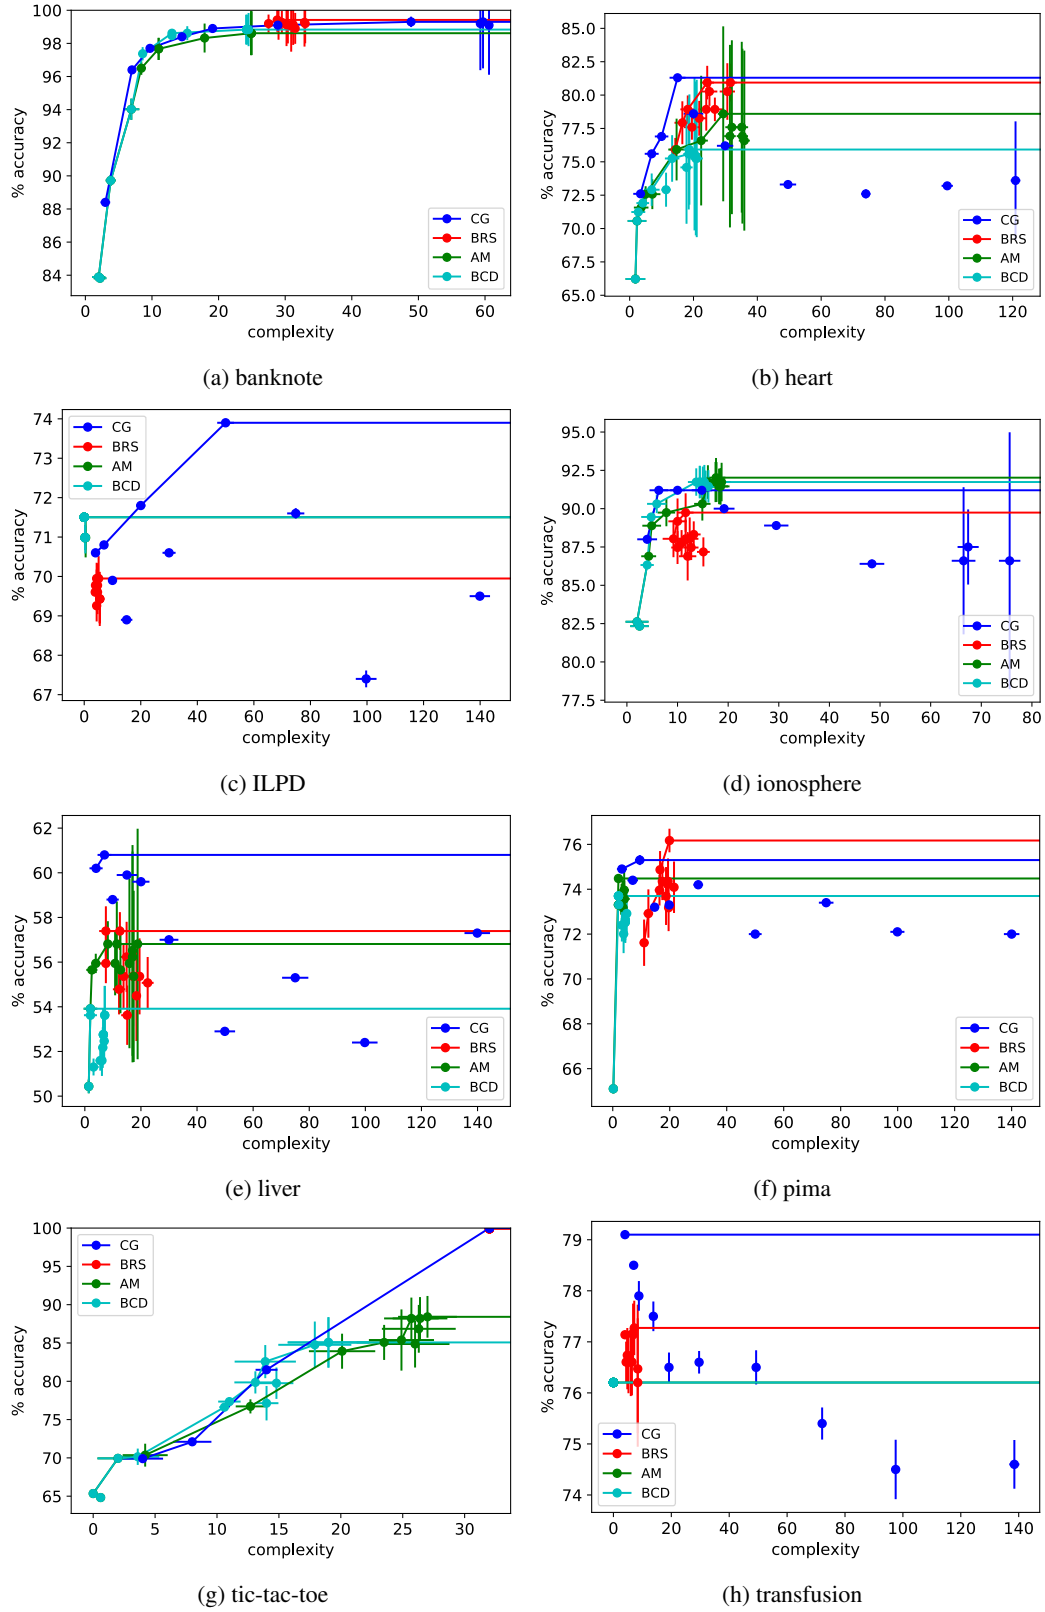 100
98
96
94
92
90
88
86
84
% accuracy
CG
BRS
AM
BCD
0 10 20 30 40 50 60
complexity
(a) banknote
85.0
82.5
80.0
77.5
75.0
72.5
70.0
67.5
65.0
% accuracy
CG
BRS
AM
BCD
0 20 40 60 80 100 120
complexity
(b) heart
74
73
72
71
70
69
68
67
% accuracy
CG
BRS
AM
BCD
0 20 40 60 80 100 120 140
complexity
(c) ILPD
95.0
92.5
90.0
87.5
85.0
82.5
80.0
77.5
% accuracy
CG
BRS
AM
BCD
0 10 20 30 40 50 60 70 80
complexity
(d) ionosphere
62
60
58
56
54
52
50
% accuracy
CG
BRS
AM
BCD
0 20 40 60 80 100 120 140
complexity
(e) liver
76
74
72
70
68
66
% accuracy
CG
BRS
AM
BCD
0 20 40 60 80 100 120 140
complexity
(f) pima
100
95
90
85
80
75
70
65
% accuracy
CG
BRS
AM
BCD
0 5 10 15 20 25 30
complexity
(g) tic-tac-toe
79
78
77
76
75
74
% accuracy
CG
BRS
AM
BCD
0 20 40 60 80 100 120 140
complexity
(h) transfusion